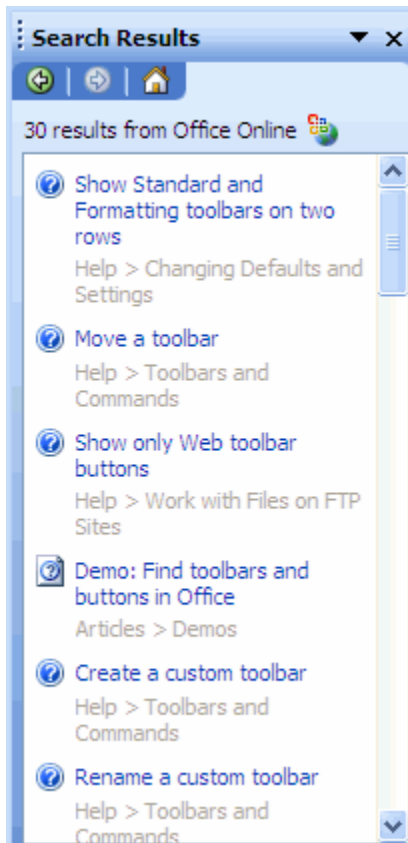 Search Results
30 results from Office Online
Show Standard and
Formatting toolbars on two
rows
Help > Changing Defaults and
Settings
Move a toolbar
Help > Toolbars and
Commands
Show only Web toolbar
buttons
Help > Work with Files on FTP
Sites
Demo: Find toolbars and
buttons in Office
Articles > Demos
Create a custom toolbar
Help > Toolbars and
Commands
Rename a custom toolbar
Help > Toolbars and
Commands